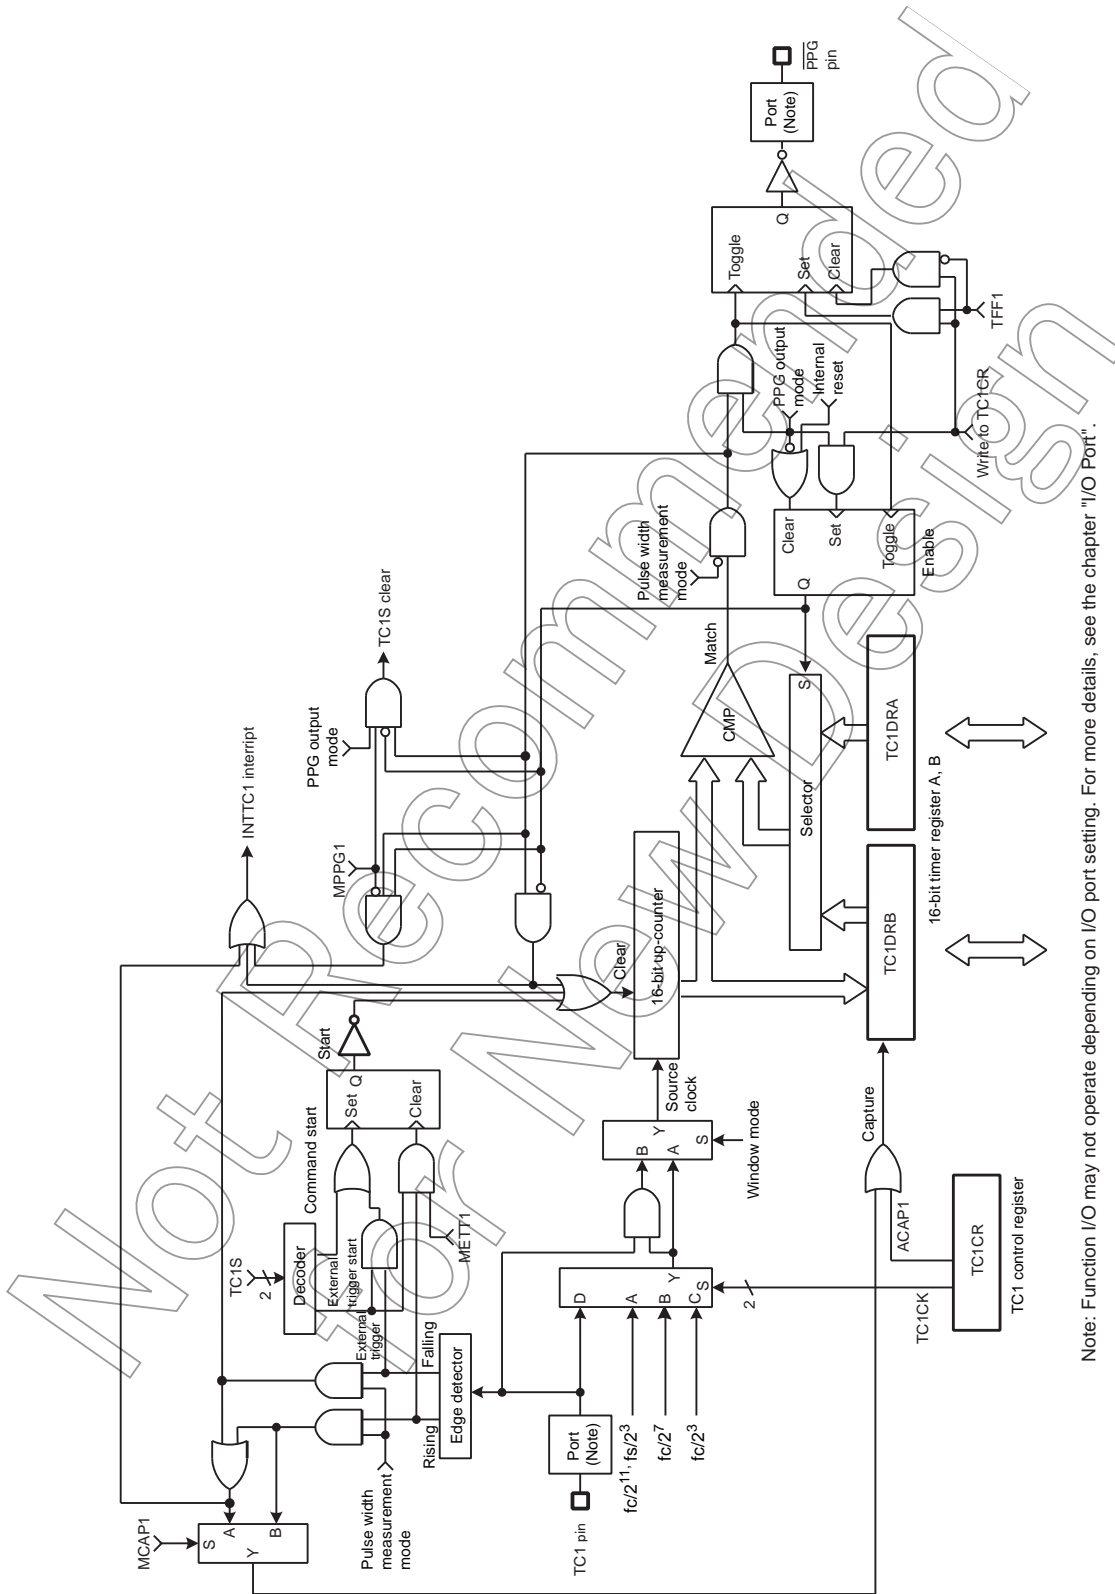 MCAP1
S
A
B
Y
Pulse width
measurement
mode
TC1S
2
Decoder
Command start
External
trigger start
External
trigger
METT1
Rising
Falling
Edge detector
Set
Q
Clear
Start
INTTC1 interript
MPPG1
PPG output
mode
TC1S clear
TC1 pin
Port
(Note)
fc/2¹¹, fs/2³
fc/2⁷
fc/2³
D
A
B
C
S
Y
2
TC1CK
B
A
Y
S
Window mode
Source
clock
Clear
16-bit up-counter
CMP
Match
Pulse width
measurement
mode
PPG output
mode
Internal
reset
Toggle
Set
Clear
Q
Port
(Note)
PPG
pin
TFF1
Write to TC1CR
Clear
Set
Toggle
Q
Enable
S
Selector
TC1DRB
TC1DRA
16-bit timer register A, B
Capture
ACAP1
TC1CR
TC1 control register
Note: Function I/O may not operate depending on I/O port setting. For more details, see the chapter "I/O Port".
Not Recommended
for New Design